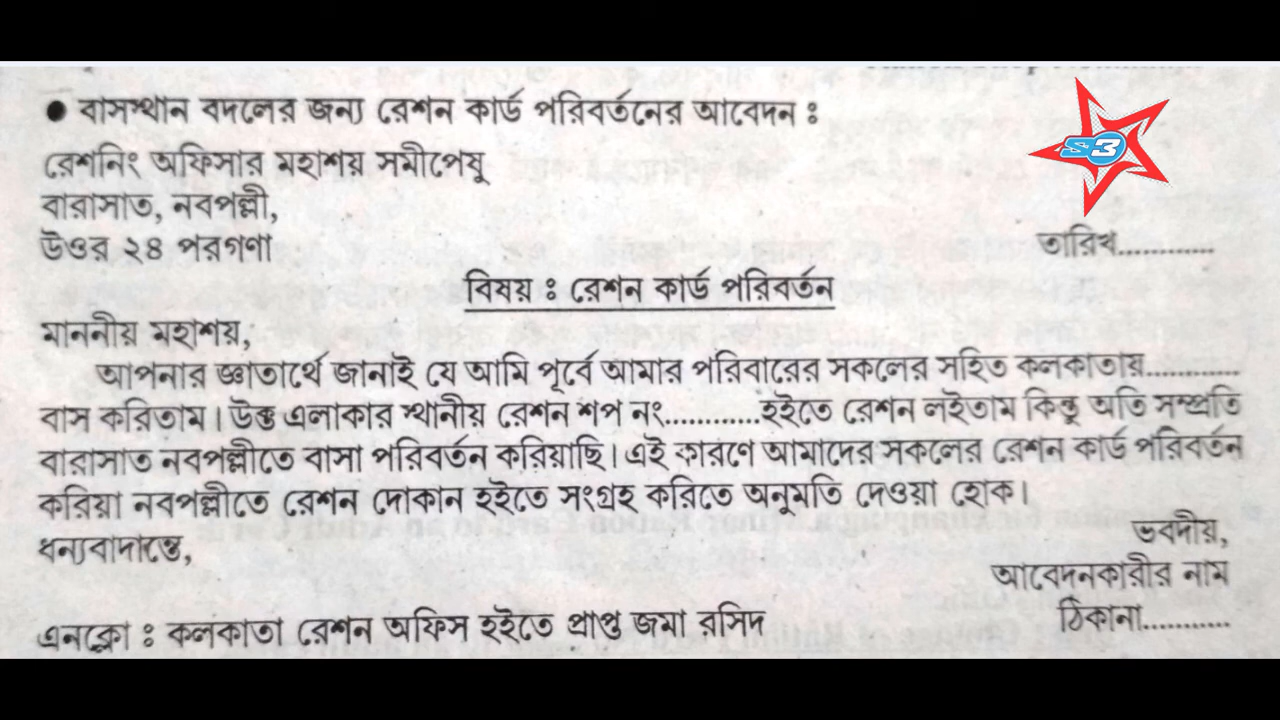 ● বাসস্থান বদলের জন্য রেশন কার্ড পরিবর্তনের আবেদন ঃ
S3
রেশনিং অফিসার মহাশয় সমীপেষু
বারাসাত, নবপল্লী,
উওর ২৪ পরগণা
তারিখ............
বিষয় ঃ রেশন কার্ড পরিবর্তন
মাননীয় মহাশয়,
আপনার জ্ঞাতার্থে জানাই যে আমি পূর্বে আমার পরিবারের সকলের সহিত কলকাতায়............
বাস করিতাম। উক্ত এলাকার স্থানীয় রেশন শপ নং............হইতে রেশন লইতাম কিন্তু অতি সম্প্রতি
বারাসাত নবপল্লীতে বাসা পরিবর্তন করিয়াছি। এই কারণে আমাদের সকলের রেশন কার্ড পরিবর্তন
করিয়া নবপল্লীতে রেশন দোকান হইতে সংগ্রহ করিতে অনুমতি দেওয়া হোক।
ধন্যবাদান্তে,
ভবদীয়,
আবেদনকারীর নাম
ঠিকানা............
এনক্লো ঃ কলকাতা রেশন অফিস হইতে প্রাপ্ত জমা রসিদ